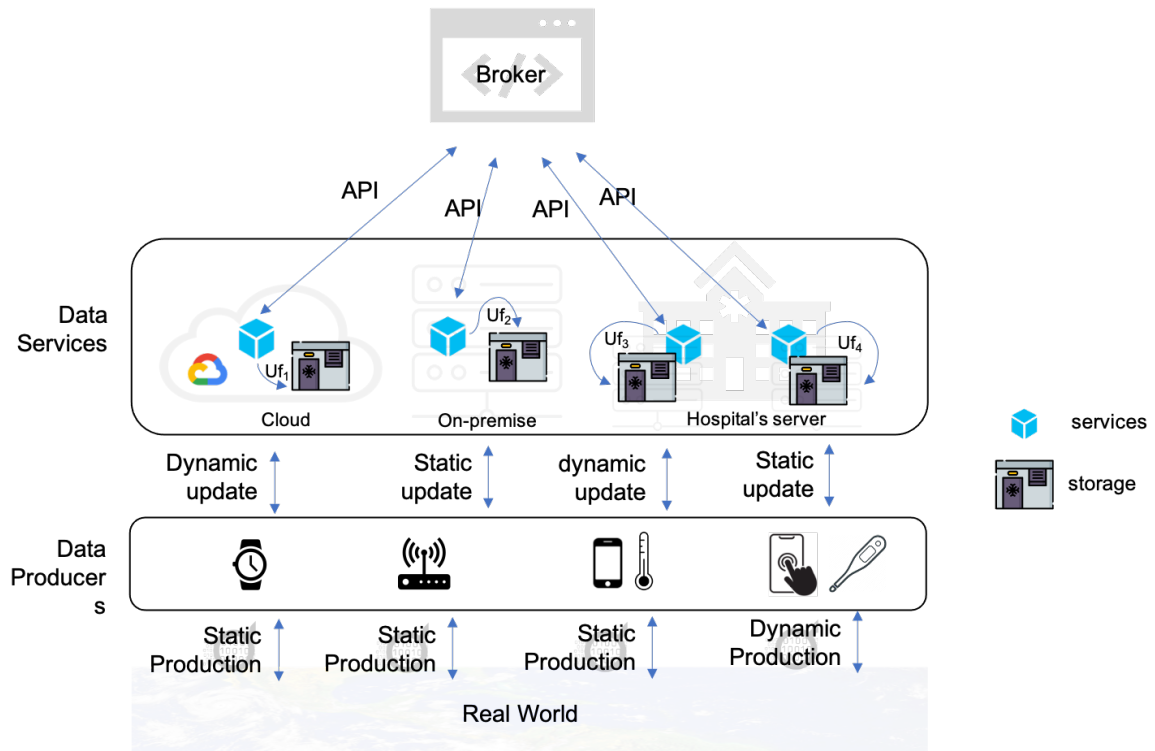 Broker
API
API
API
API
Data
Services
Uf1
Uf2
Uf3
Uf4
Cloud
On-premise
Hospital's server
services
storage
Dynamic
update
Static
update
dynamic
update
Static
update
Data
Producer
s
Static
Production
Static
Production
Static
Production
Dynamic
Production
Real World